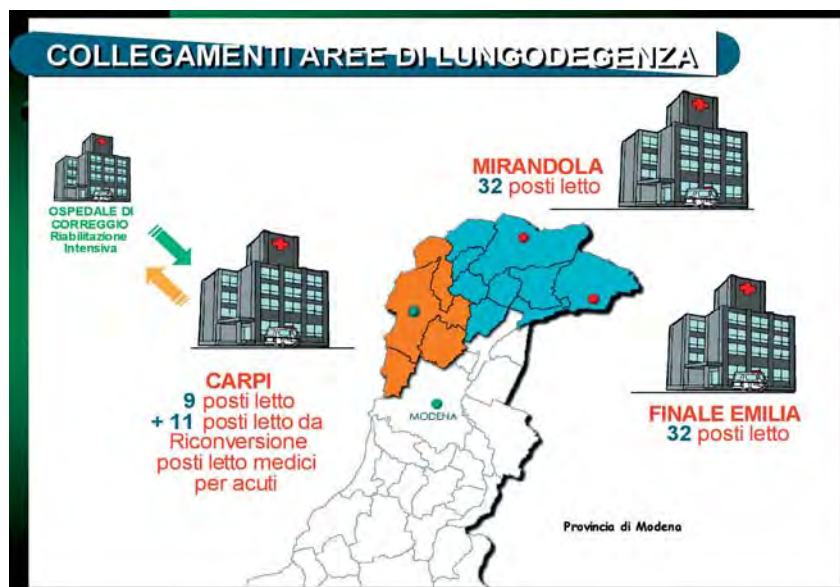 COLLEGAMENTI AREE DI LUNGODEGENZA
MIRANDOLA
32 posti letto
OSPEDALE DI
CORREGGIO
Riabilitazione
Intensiva
CARPI
9 posti letto
+ 11 posti letto da
Riconversione
posti letto medici
per acuti
MODENA
FINALE EMILIA
32 posti letto
Provincia di Modena